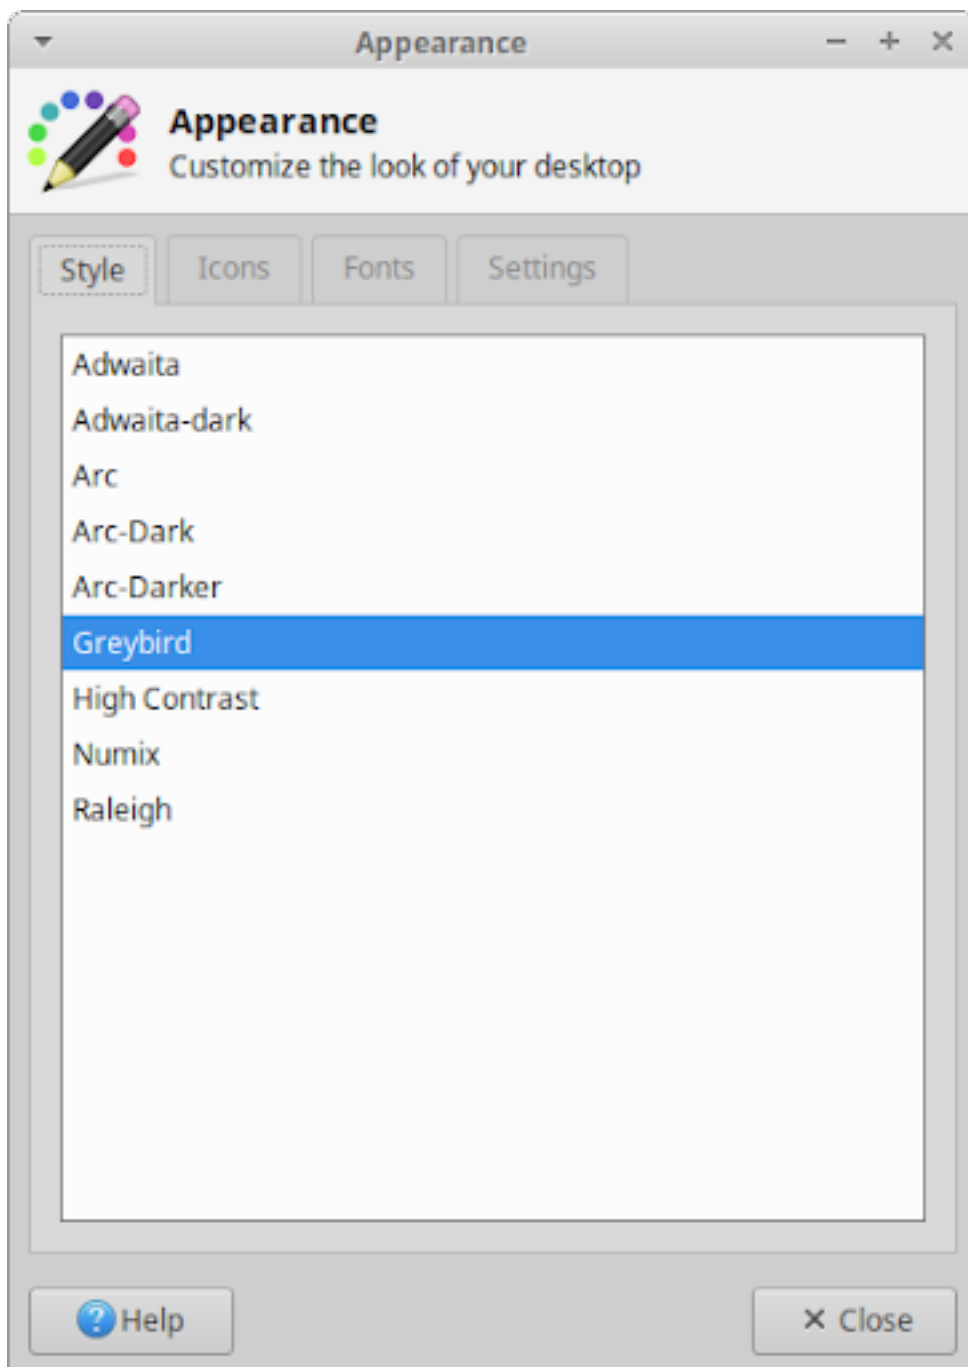 Appearance
Appearance
Customize the look of your desktop
Style Icons Fonts Settings
Adwaita
Adwaita-dark
Arc
Arc-Dark
Arc-Darker
Greybird
High Contrast
Numix
Raleigh
Help Close